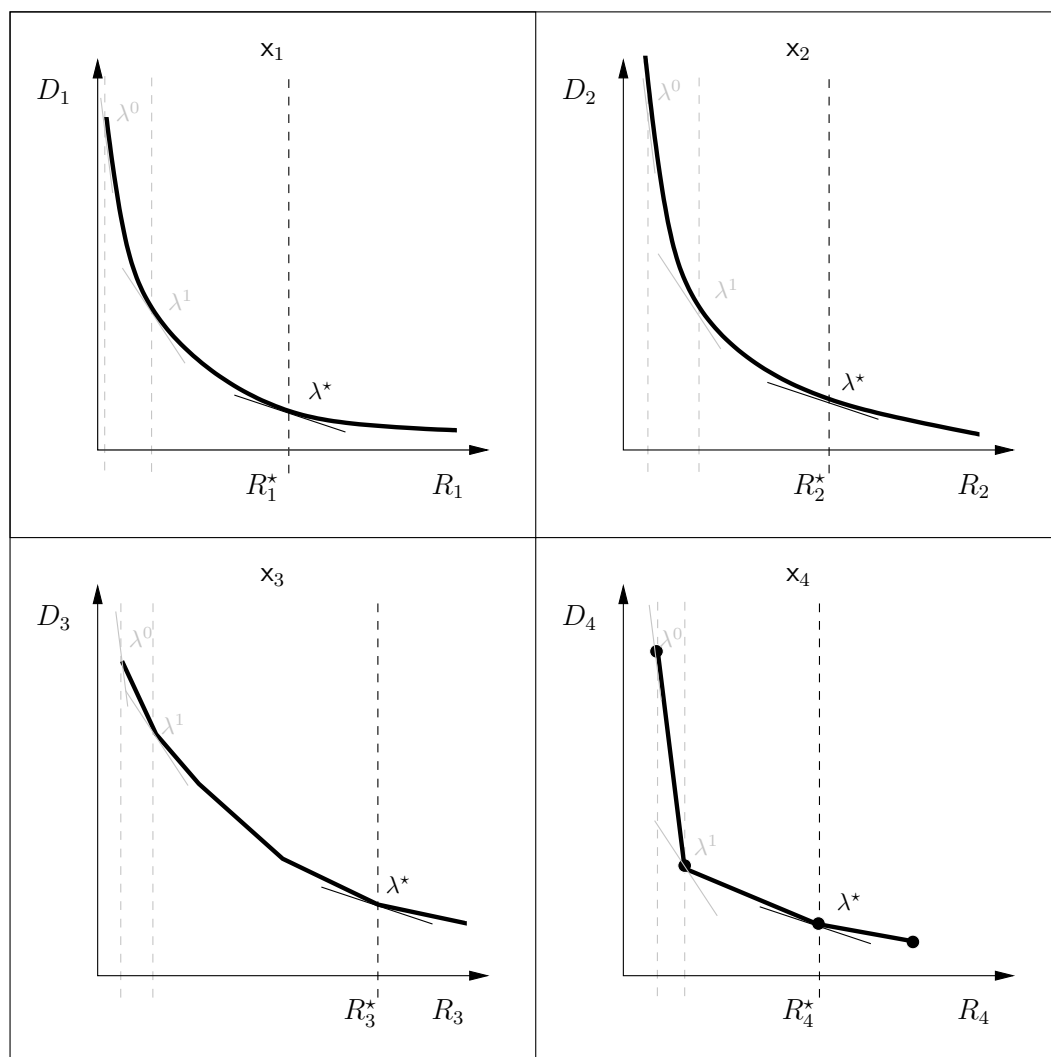 x₁
D₁
λ⁰
λ¹
λ⋆
R₁⋆ R₁
x₂
D₂
λ⁰
λ¹
λ⋆
R₂⋆ R₂
x₃
D₃
λ⁰
λ¹
λ⋆
R₃⋆ R₃
x₄
D₄
λ⁰
λ¹
λ⋆
R₄⋆ R₄